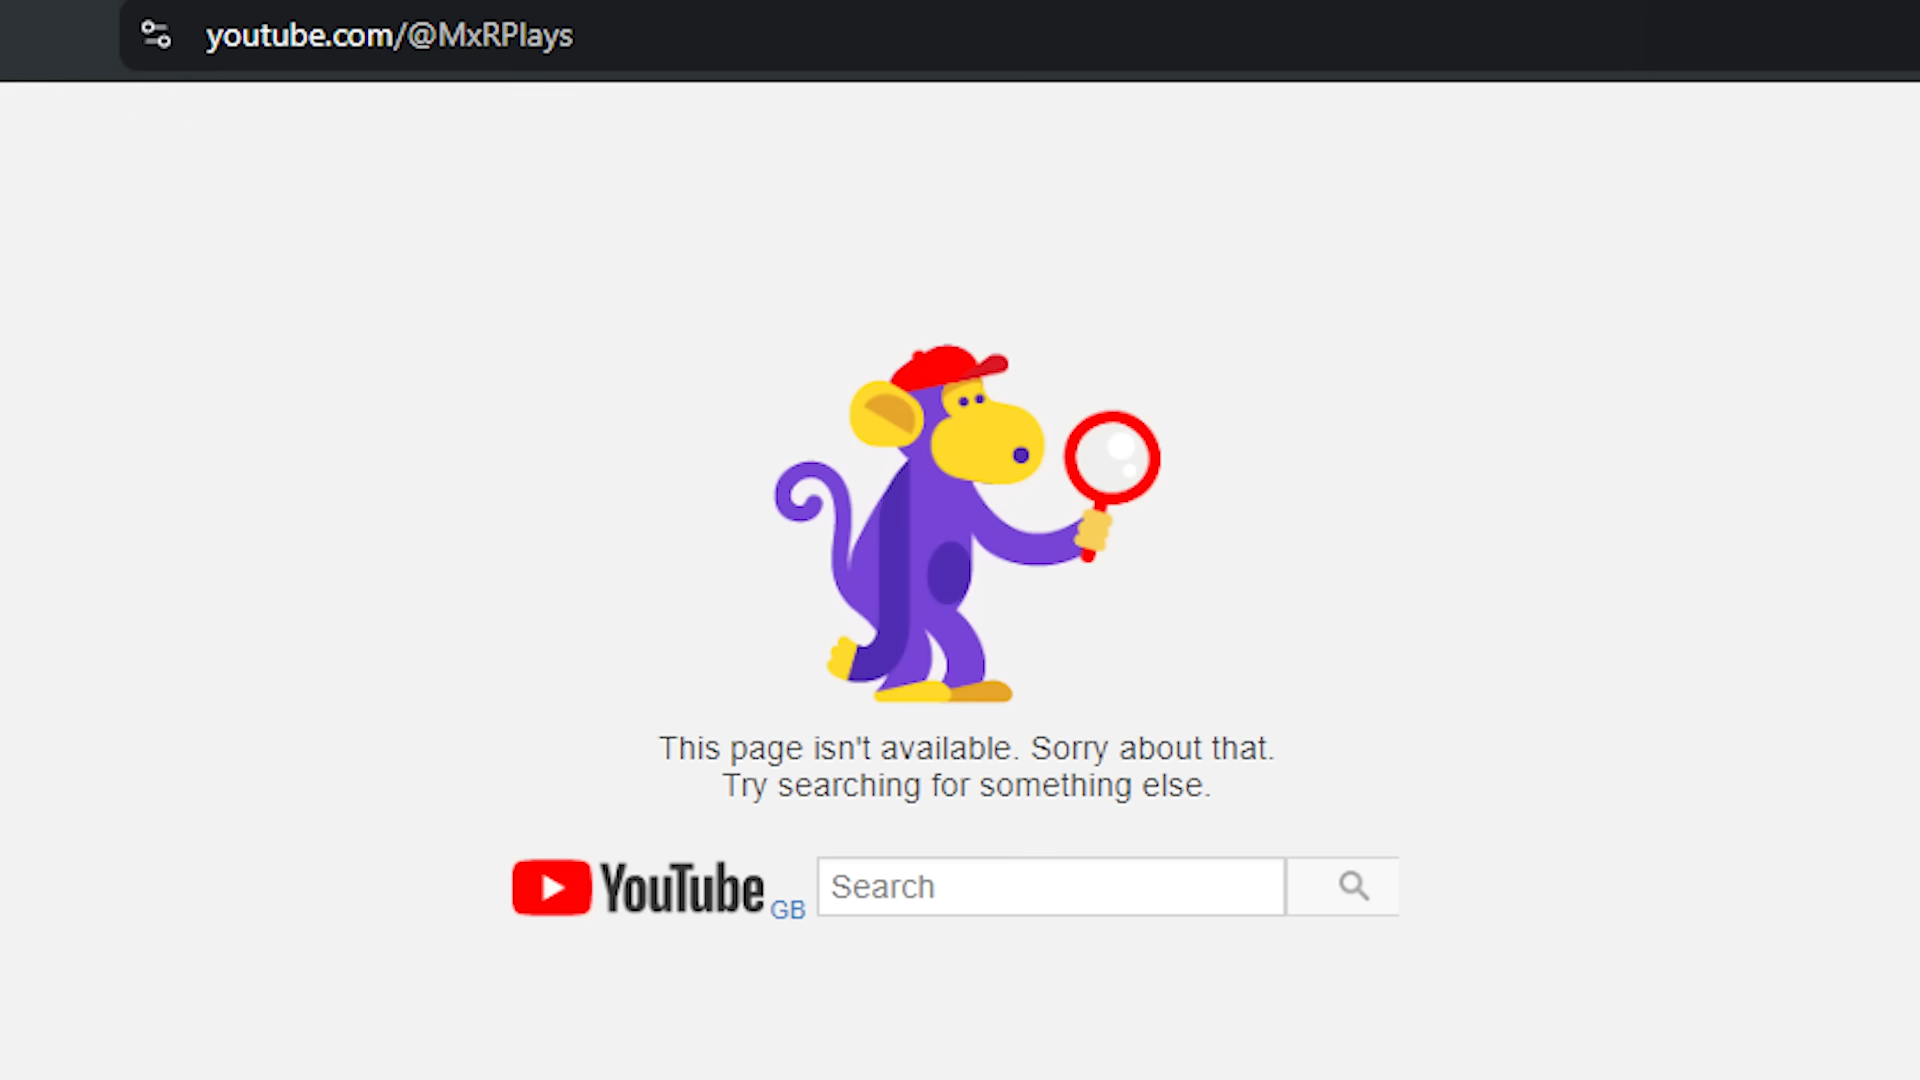 youtube.com/@MxRPlays
This page isn't available. Sorry about that.
Try searching for something else.
YouTube GB Search